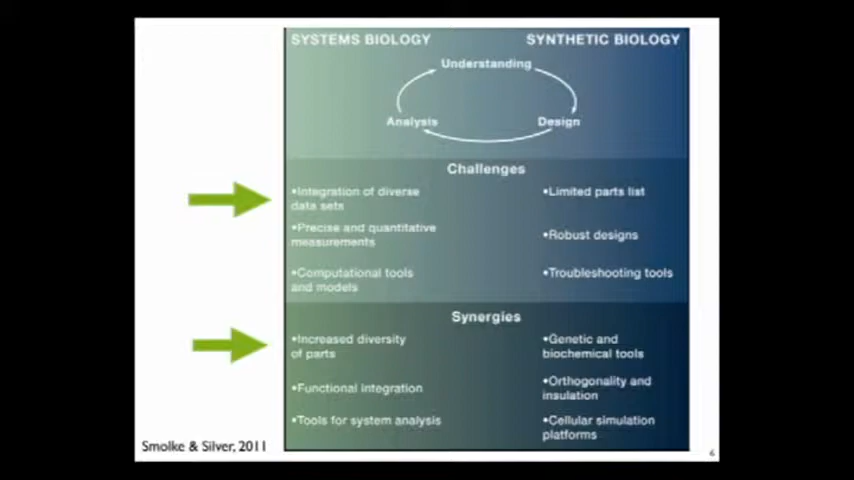 SYSTEMS BIOLOGY SYNTHETIC BIOLOGY
Understanding
Analysis Design
Challenges
•Integration of diverse
data sets
•Precise and quantitative
measurements
•Computational tools
and models
•Limited parts list
•Robust designs
•Troubleshooting tools
Synergies
•Increased diversity
of parts
•Functional integration
•Tools for system analysis
•Genetic and
biochemical tools
•Orthogonality and
insulation
•Cellular simulation
platforms
Smolke & Silver, 2011
6